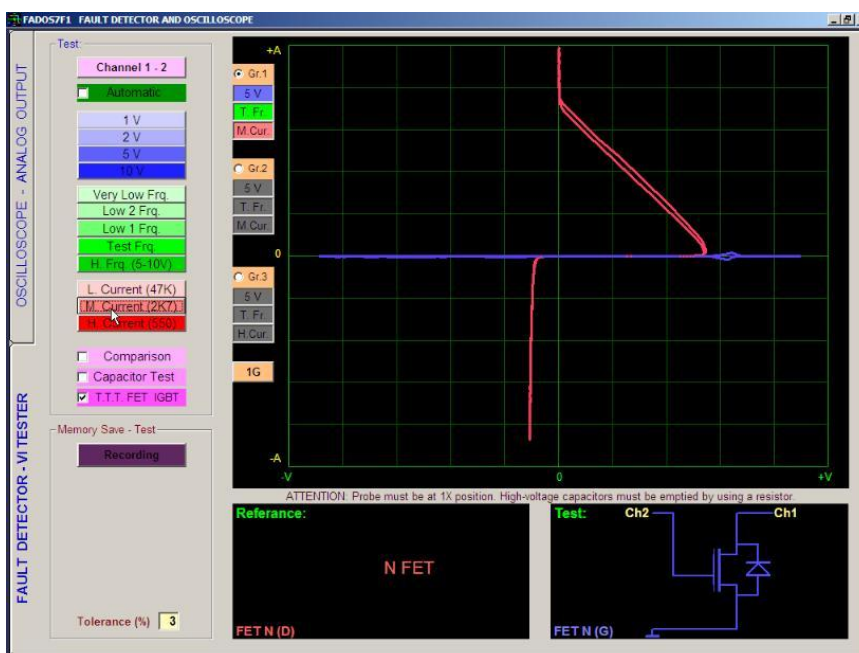 FADOS7F1 FAULT DETECTOR AND OSCILLOSCOPE
OSCILLOSCOPE - ANALOG OUTPUT
FAULT DETECTOR - VI TESTER
Test:
Channel 1 - 2
Automatic
1 V
2 V
5 V
10 V
Very Low Frq.
Low 2 Frq.
Low 1 Frq.
Test Frq.
H. Frq. (5-10V)
L. Current (47K)
M. Current (2K7)
H. Current (550)
Comparison
Capacitor Test
T.T.T. FET IGBT
Memory Save - Test
Recording
Tolerance (%) 3
+A
Gr.1
5 V
T. Fr.
M.Cur.
Gr.2
5 V
T. Fr.
M.Cur.
0
Gr.3
5 V
T. Fr.
H.Cur.
1G
-A
-V 0 +V
ATTENTION: Probe must be at 1X position. High-voltage capacitors must be emptied by using a resistor.
Referance:
N FET
FET N (D)
Test: Ch2 Ch1
FET N (G)